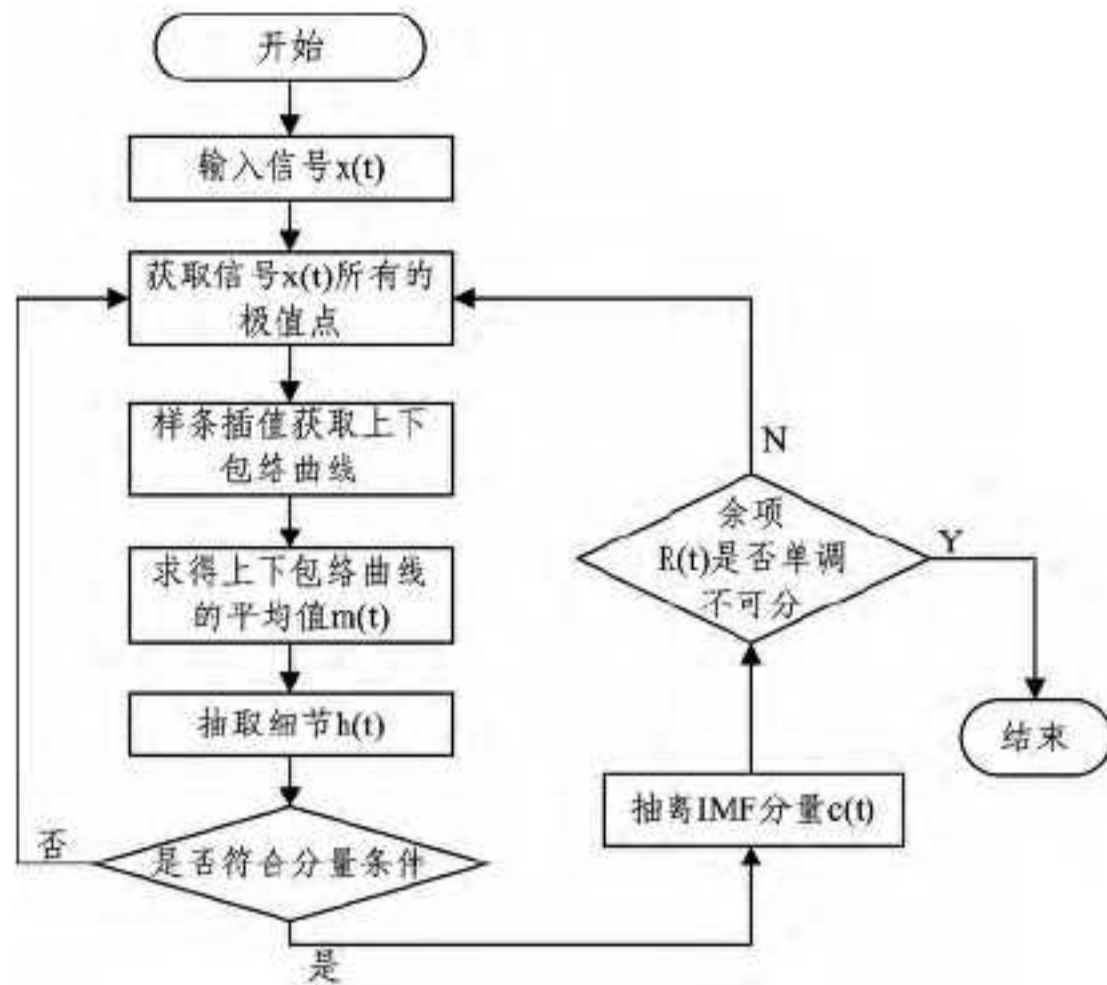 开始
输入信号x(t)
获取信号x(t)所有的
极值点
样条插值获取上下
包络曲线
求得上下包络曲线
的平均值m(t)
抽取细节h(t)
是否符合分量条件
否
是
抽离IMF分量c(t)
余项
R(t)是否单调
不可分
N
Y
结束